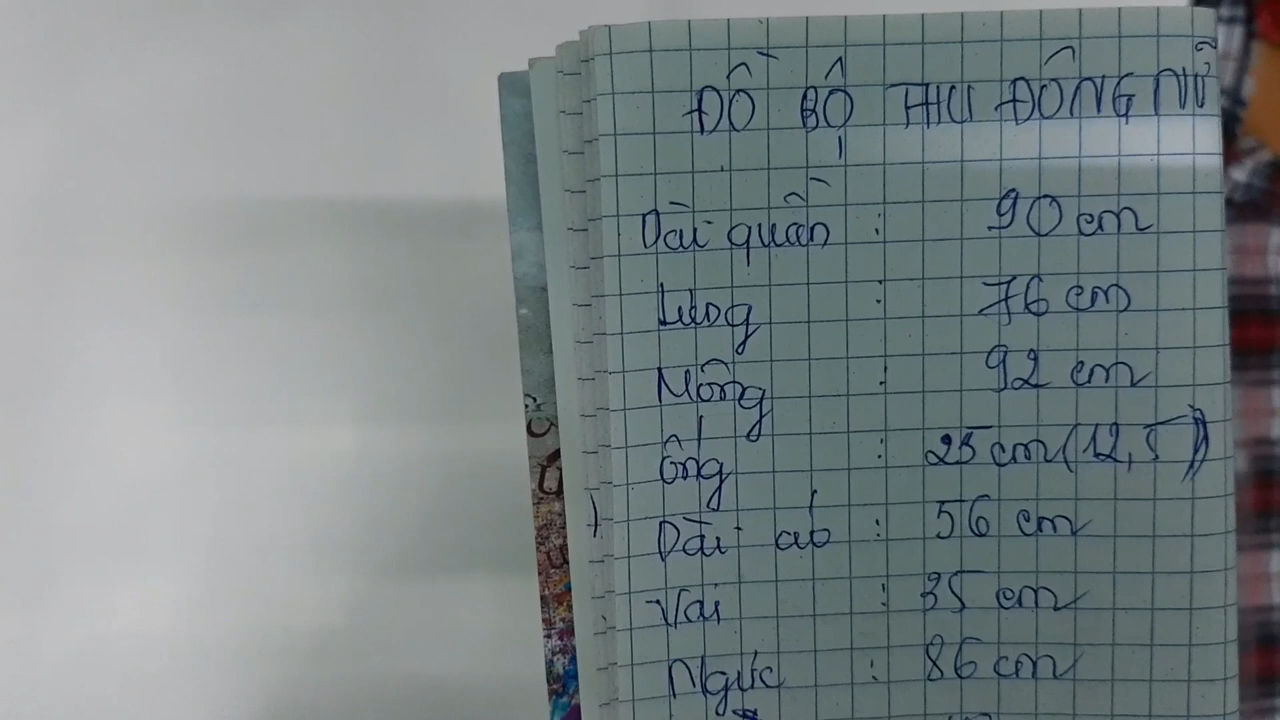 ĐỒ BỘ THU ĐÔNG NỮ
Dài quần : 90 cm
Lưng : 76 cm
Mông : 92 cm
ống : 25 cm (12,5)
Dài áo : 56 cm
Vai : 35 cm
Ngực : 86 cm